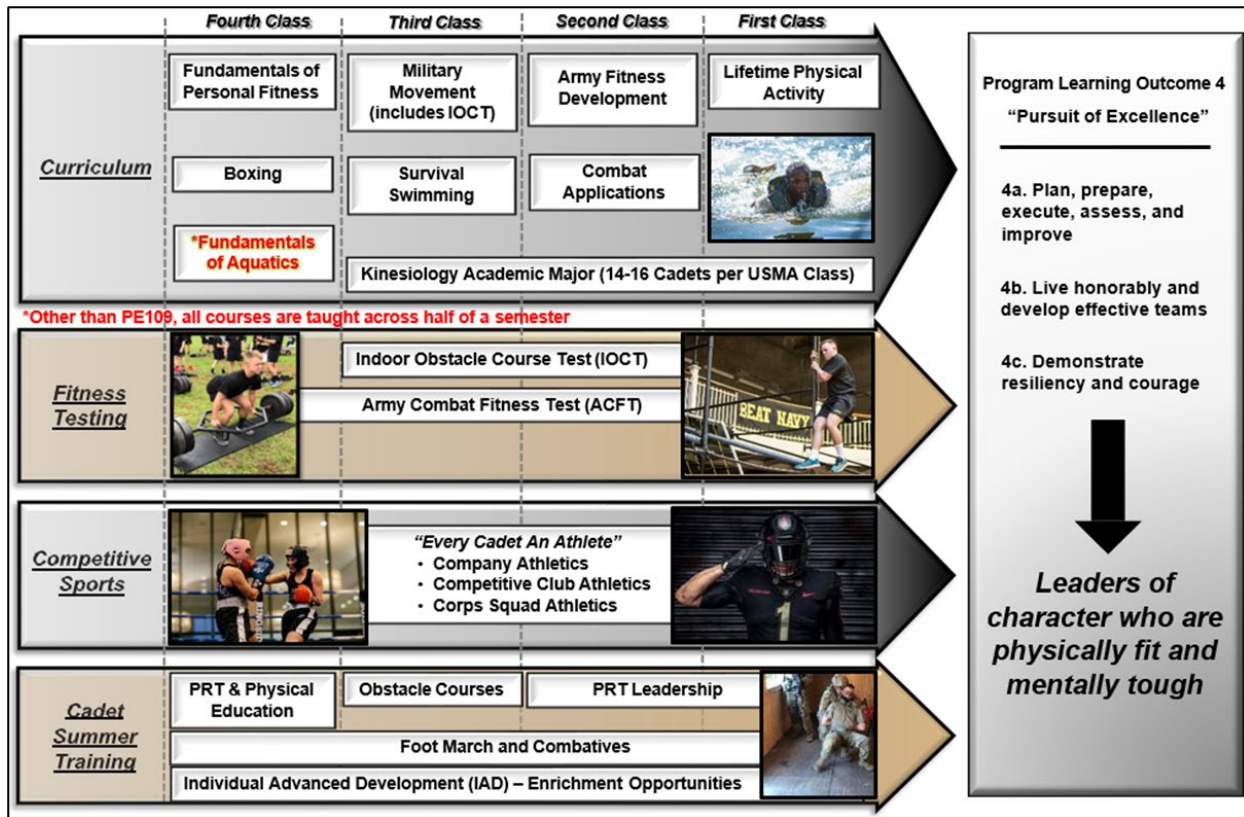 Fourth Class
Third Class
Second Class
First Class
Curriculum
Fundamentals of
Personal Fitness
Military
Movement
(includes IOCT)
Army Fitness
Development
Lifetime Physical
Activity
Boxing
Survival
Swimming
Combat
Applications
*Fundamentals
of Aquatics
Kinesiology Academic Major (14-16 Cadets per USMA Class)
*Other than PE109, all courses are taught across half of a semester
Fitness
Testing
Indoor Obstacle Course Test (IOCT)
Army Combat Fitness Test (ACFT)
BEAT NAVY
Competitive
Sports
“Every Cadet An Athlete”
• Company Athletics
• Competitive Club Athletics
• Corps Squad Athletics
1
Cadet
Summer
Training
PRT & Physical
Education
Obstacle Courses
PRT Leadership
Foot March and Combatives
Individual Advanced Development (IAD) – Enrichment Opportunities
Program Learning Outcome 4
“Pursuit of Excellence”
4a. Plan, prepare,
execute, assess, and
improve
4b. Live honorably and
develop effective teams
4c. Demonstrate
resiliency and courage
Leaders of
character who are
physically fit and
mentally tough